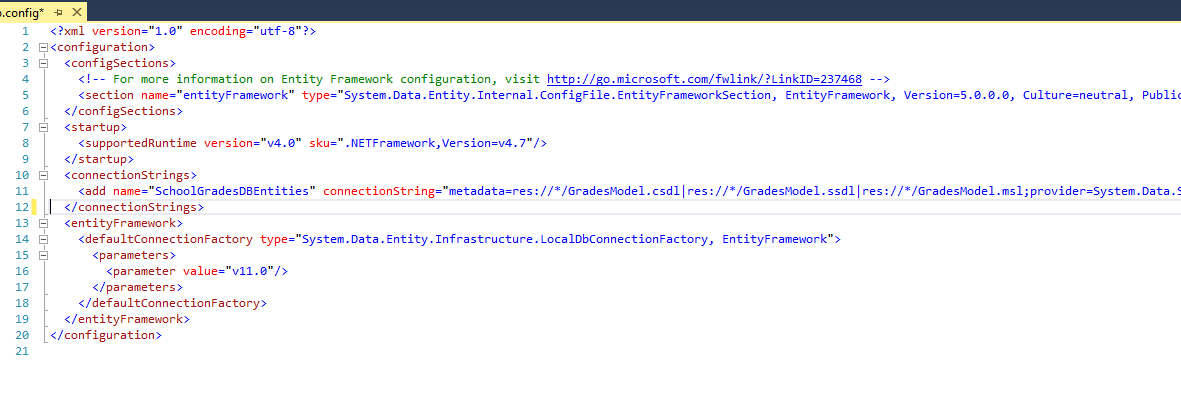 .config*
1 <?xml version="1.0" encoding="utf-8"?>
2 <configuration>
3 <configSections>
4 <!-- For more information on Entity Framework configuration, visit http://go.microsoft.com/fwlink/?LinkID=237468 -->
5 <section name="entityFramework" type="System.Data.Entity.Internal.ConfigFile.EntityFrameworkSection, EntityFramework, Version=5.0.0.0, Culture=neutral, Public
6 </configSections>
7 <startup>
8 <supportedRuntime version="v4.0" sku=".NETFramework,Version=v4.7"/>
9 </startup>
10 <connectionStrings>
11 <add name="SchoolGradesDBEntities" connectionString="metadata=res://*/GradesModel.csdl|res://*/GradesModel.ssdl|res://*/GradesModel.msl;provider=System.Data.S
12 </connectionStrings>
13 <entityFramework>
14 <defaultConnectionFactory type="System.Data.Entity.Infrastructure.LocalDbConnectionFactory, EntityFramework">
15 <parameters>
16 <parameter value="v11.0"/>
17 </parameters>
18 </defaultConnectionFactory>
19 </entityFramework>
20 </configuration>
21